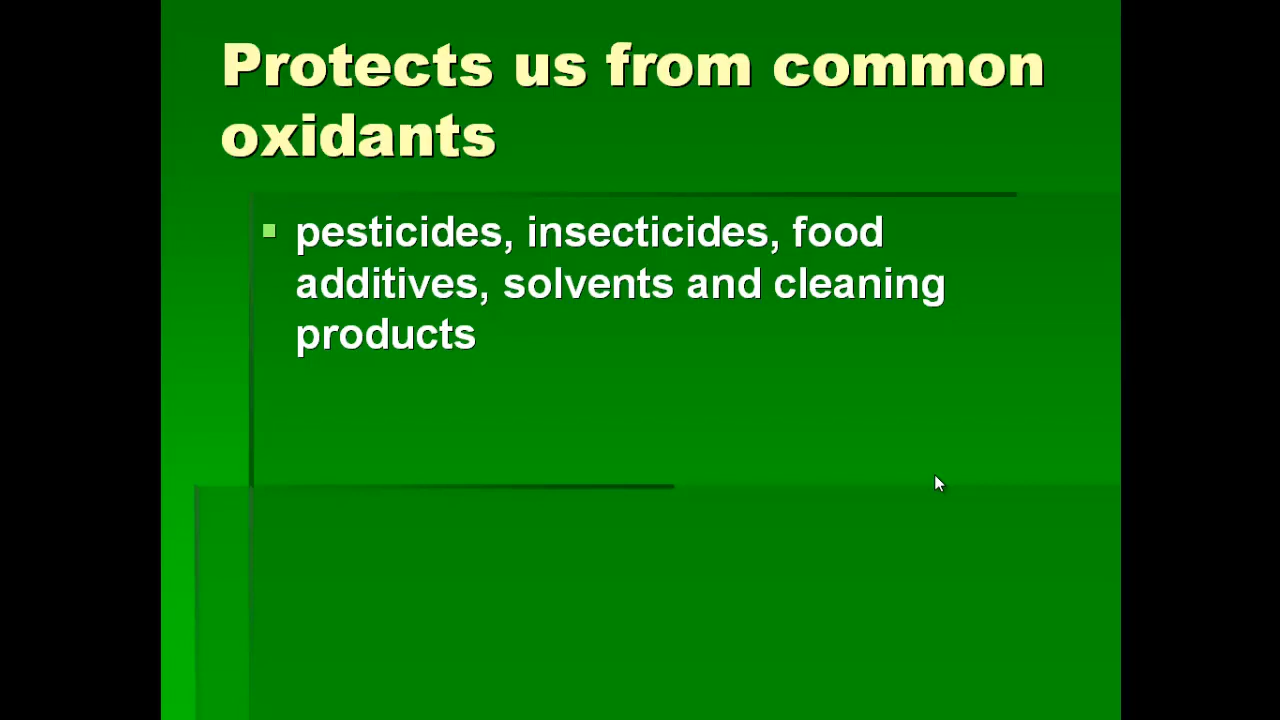 Protects us from common
oxidants
pesticides, insecticides, food
additives, solvents and cleaning
products